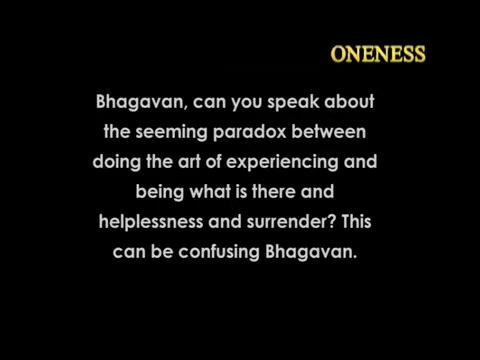 ONENESS
Bhagavan, can you speak about
the seeming paradox between
doing the art of experiencing and
being what is there and
helplessness and surrender? This
can be confusing Bhagavan.